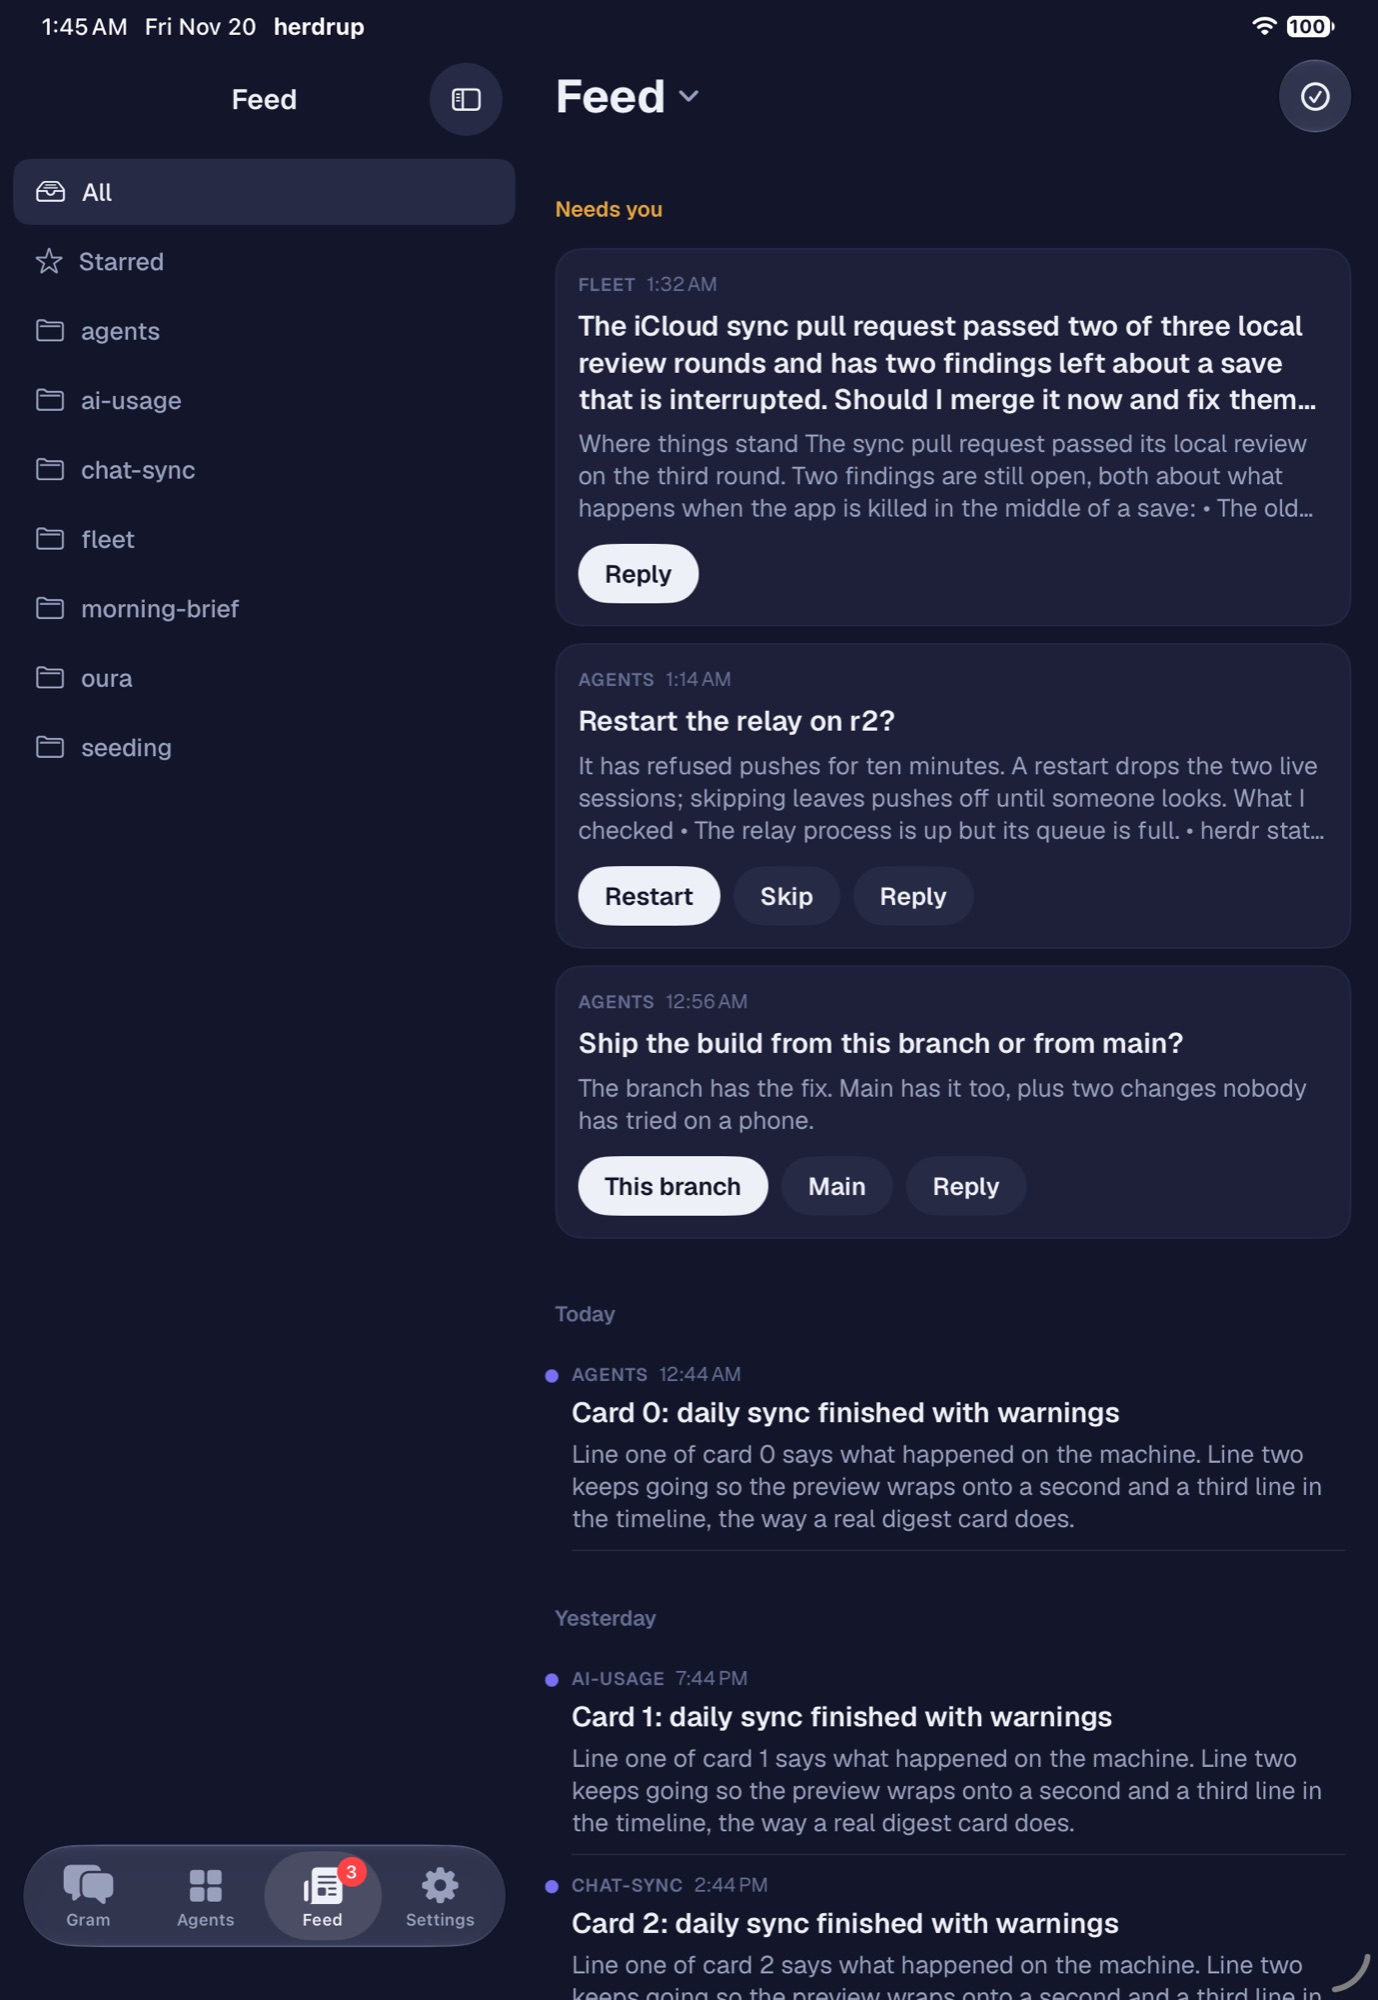 1:45 AM Fri Nov 20 herdrup
100
Feed
All
Starred
agents
ai-usage
chat-sync
fleet
morning-brief
oura
seeding
Gram
Agents
3
Feed
Settings
Feed
Needs you
FLEET 1:32 AM
The iCloud sync pull request passed two of three local
review rounds and has two findings left about a save
that is interrupted. Should I merge it now and fix them...
Where things stand The sync pull request passed its local review
on the third round. Two findings are still open, both about what
happens when the app is killed in the middle of a save: • The old...
Reply
AGENTS 1:14 AM
Restart the relay on r2?
It has refused pushes for ten minutes. A restart drops the two live
sessions; skipping leaves pushes off until someone looks. What I
checked • The relay process is up but its queue is full. • herdr stat...
Restart Skip Reply
AGENTS 12:56 AM
Ship the build from this branch or from main?
The branch has the fix. Main has it too, plus two changes nobody
has tried on a phone.
This branch Main Reply
Today
AGENTS 12:44 AM
Card 0: daily sync finished with warnings
Line one of card 0 says what happened on the machine. Line two
keeps going so the preview wraps onto a second and a third line in
the timeline, the way a real digest card does.
Yesterday
AI-USAGE 7:44 PM
Card 1: daily sync finished with warnings
Line one of card 1 says what happened on the machine. Line two
keeps going so the preview wraps onto a second and a third line in
the timeline, the way a real digest card does.
CHAT-SYNC 2:44 PM
Card 2: daily sync finished with warnings
Line one of card 2 says what happened on the machine. Line two
keeps going so the preview wraps onto a second and a third line in